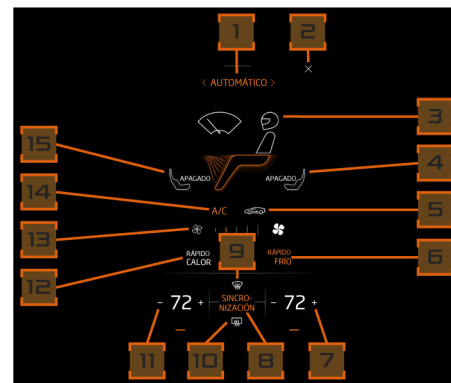 1 2
< AUTOMÁTICO >
3
15
APAGADO APAGADO
4
14
A/C
5
13
9
RÁPIDO
CALOR
RÁPIDO
FRÍO
6
12
- 72 +
SINCRO-
NIZACIÓN
- 72 +
11 10 8 7